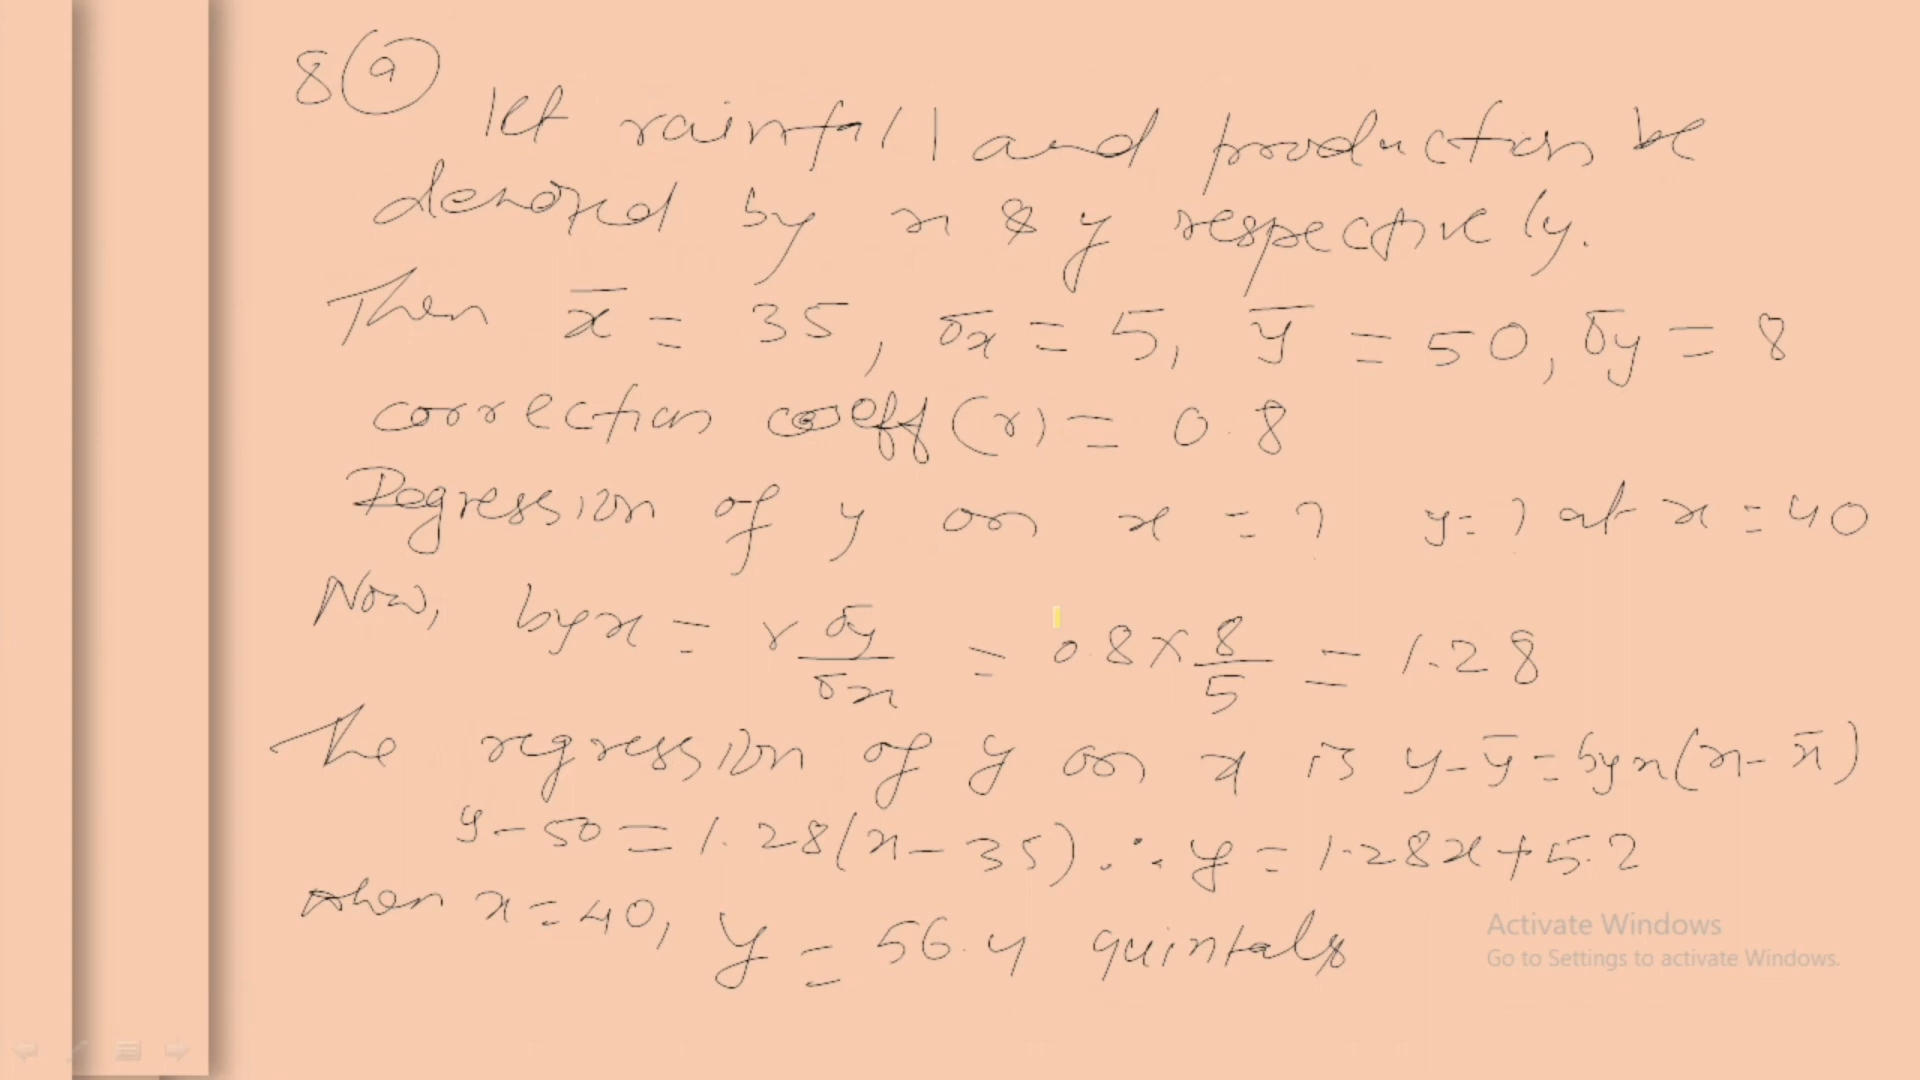 8(a)
let rainfall and production be
denoted by x & y respectively.
Then x̄ = 35, σx = 5, ȳ = 50, σy = 8
correction coeff (r) = 0.8
Regression of y on x = ? y = ? at x = 40
Now, byx = r σy/σx = 0.8 × 8/5 = 1.28
The regression of y on x is y - ȳ = byx(x - x̄)
y - 50 = 1.28(x - 35) ∴ y = 1.28x + 5.2
when x = 40, y = 56.4 quintals
Activate Windows
Go to Settings to activate Windows.